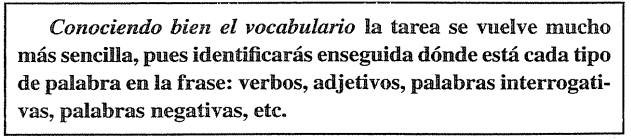 Conociendo bien el vocabulario la tarea se vuelve mucho
más sencilla, pues identificarás enseguida dónde está cada tipo
de palabra en la frase: verbos, adjetivos, palabras interrogati-
vas, palabras negativas, etc.